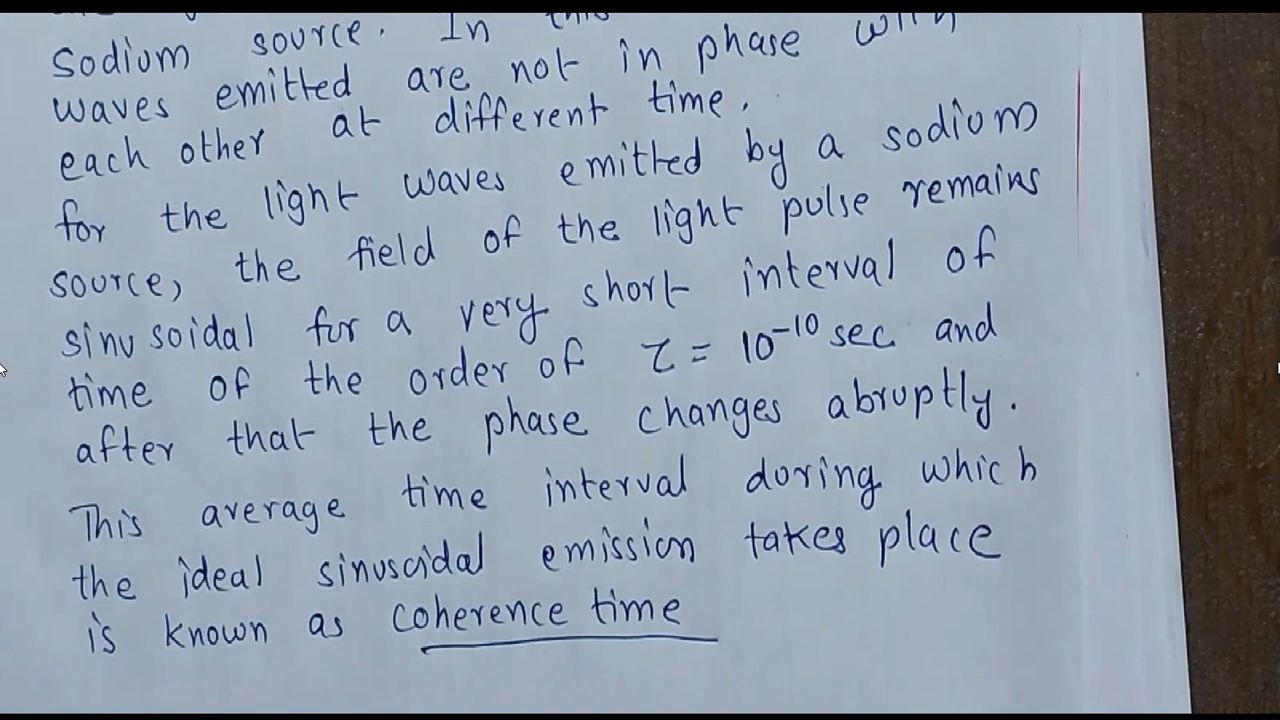 Sodium source. In
waves emitted are not in phase with
each other at different time.
for the light waves emitted by a sodium
source, the field of the light pulse remains
sinusoidal for a very short interval of
time of the order of τ = 10⁻¹⁰ sec and
after that the phase changes abruptly.
This average time interval during which
the ideal sinusoidal emission takes place
is known as coherence time